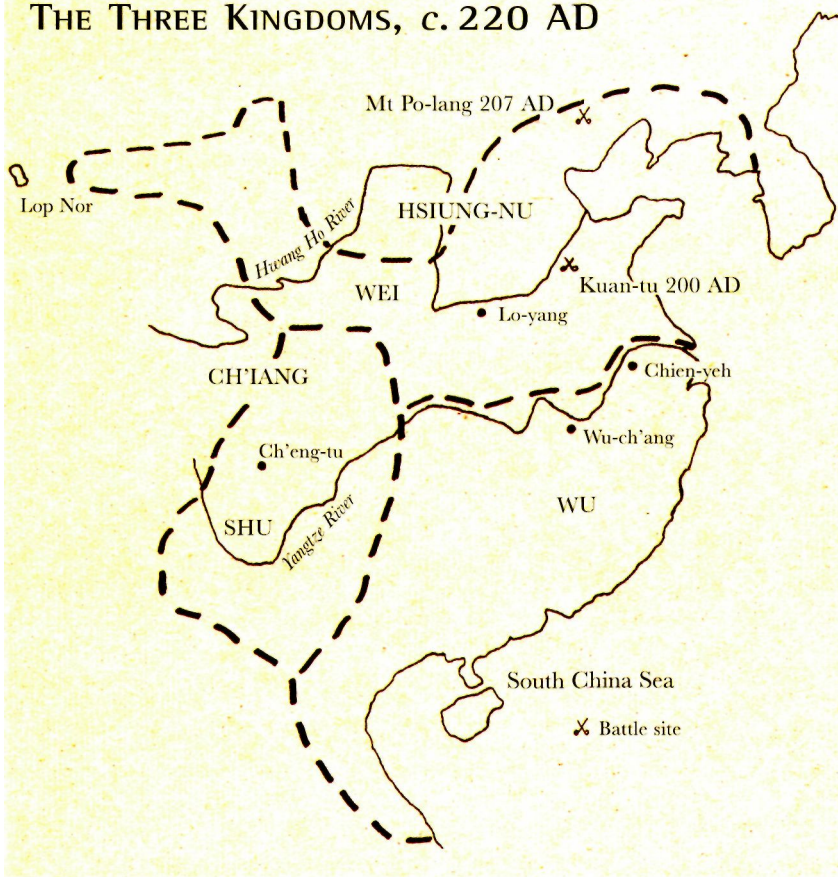 THE THREE KINGDOMS, c. 220 AD
Mt Po-lang 207 AD
Lop Nor
HSIUNG-NU
Hwang Ho River
WEI
Kuan-tu 200 AD
Lo-yang
CH'IANG
Chien-yeh
Wu-ch'ang
Ch'eng-tu
WU
SHU
Yangtze River
South China Sea
Battle site